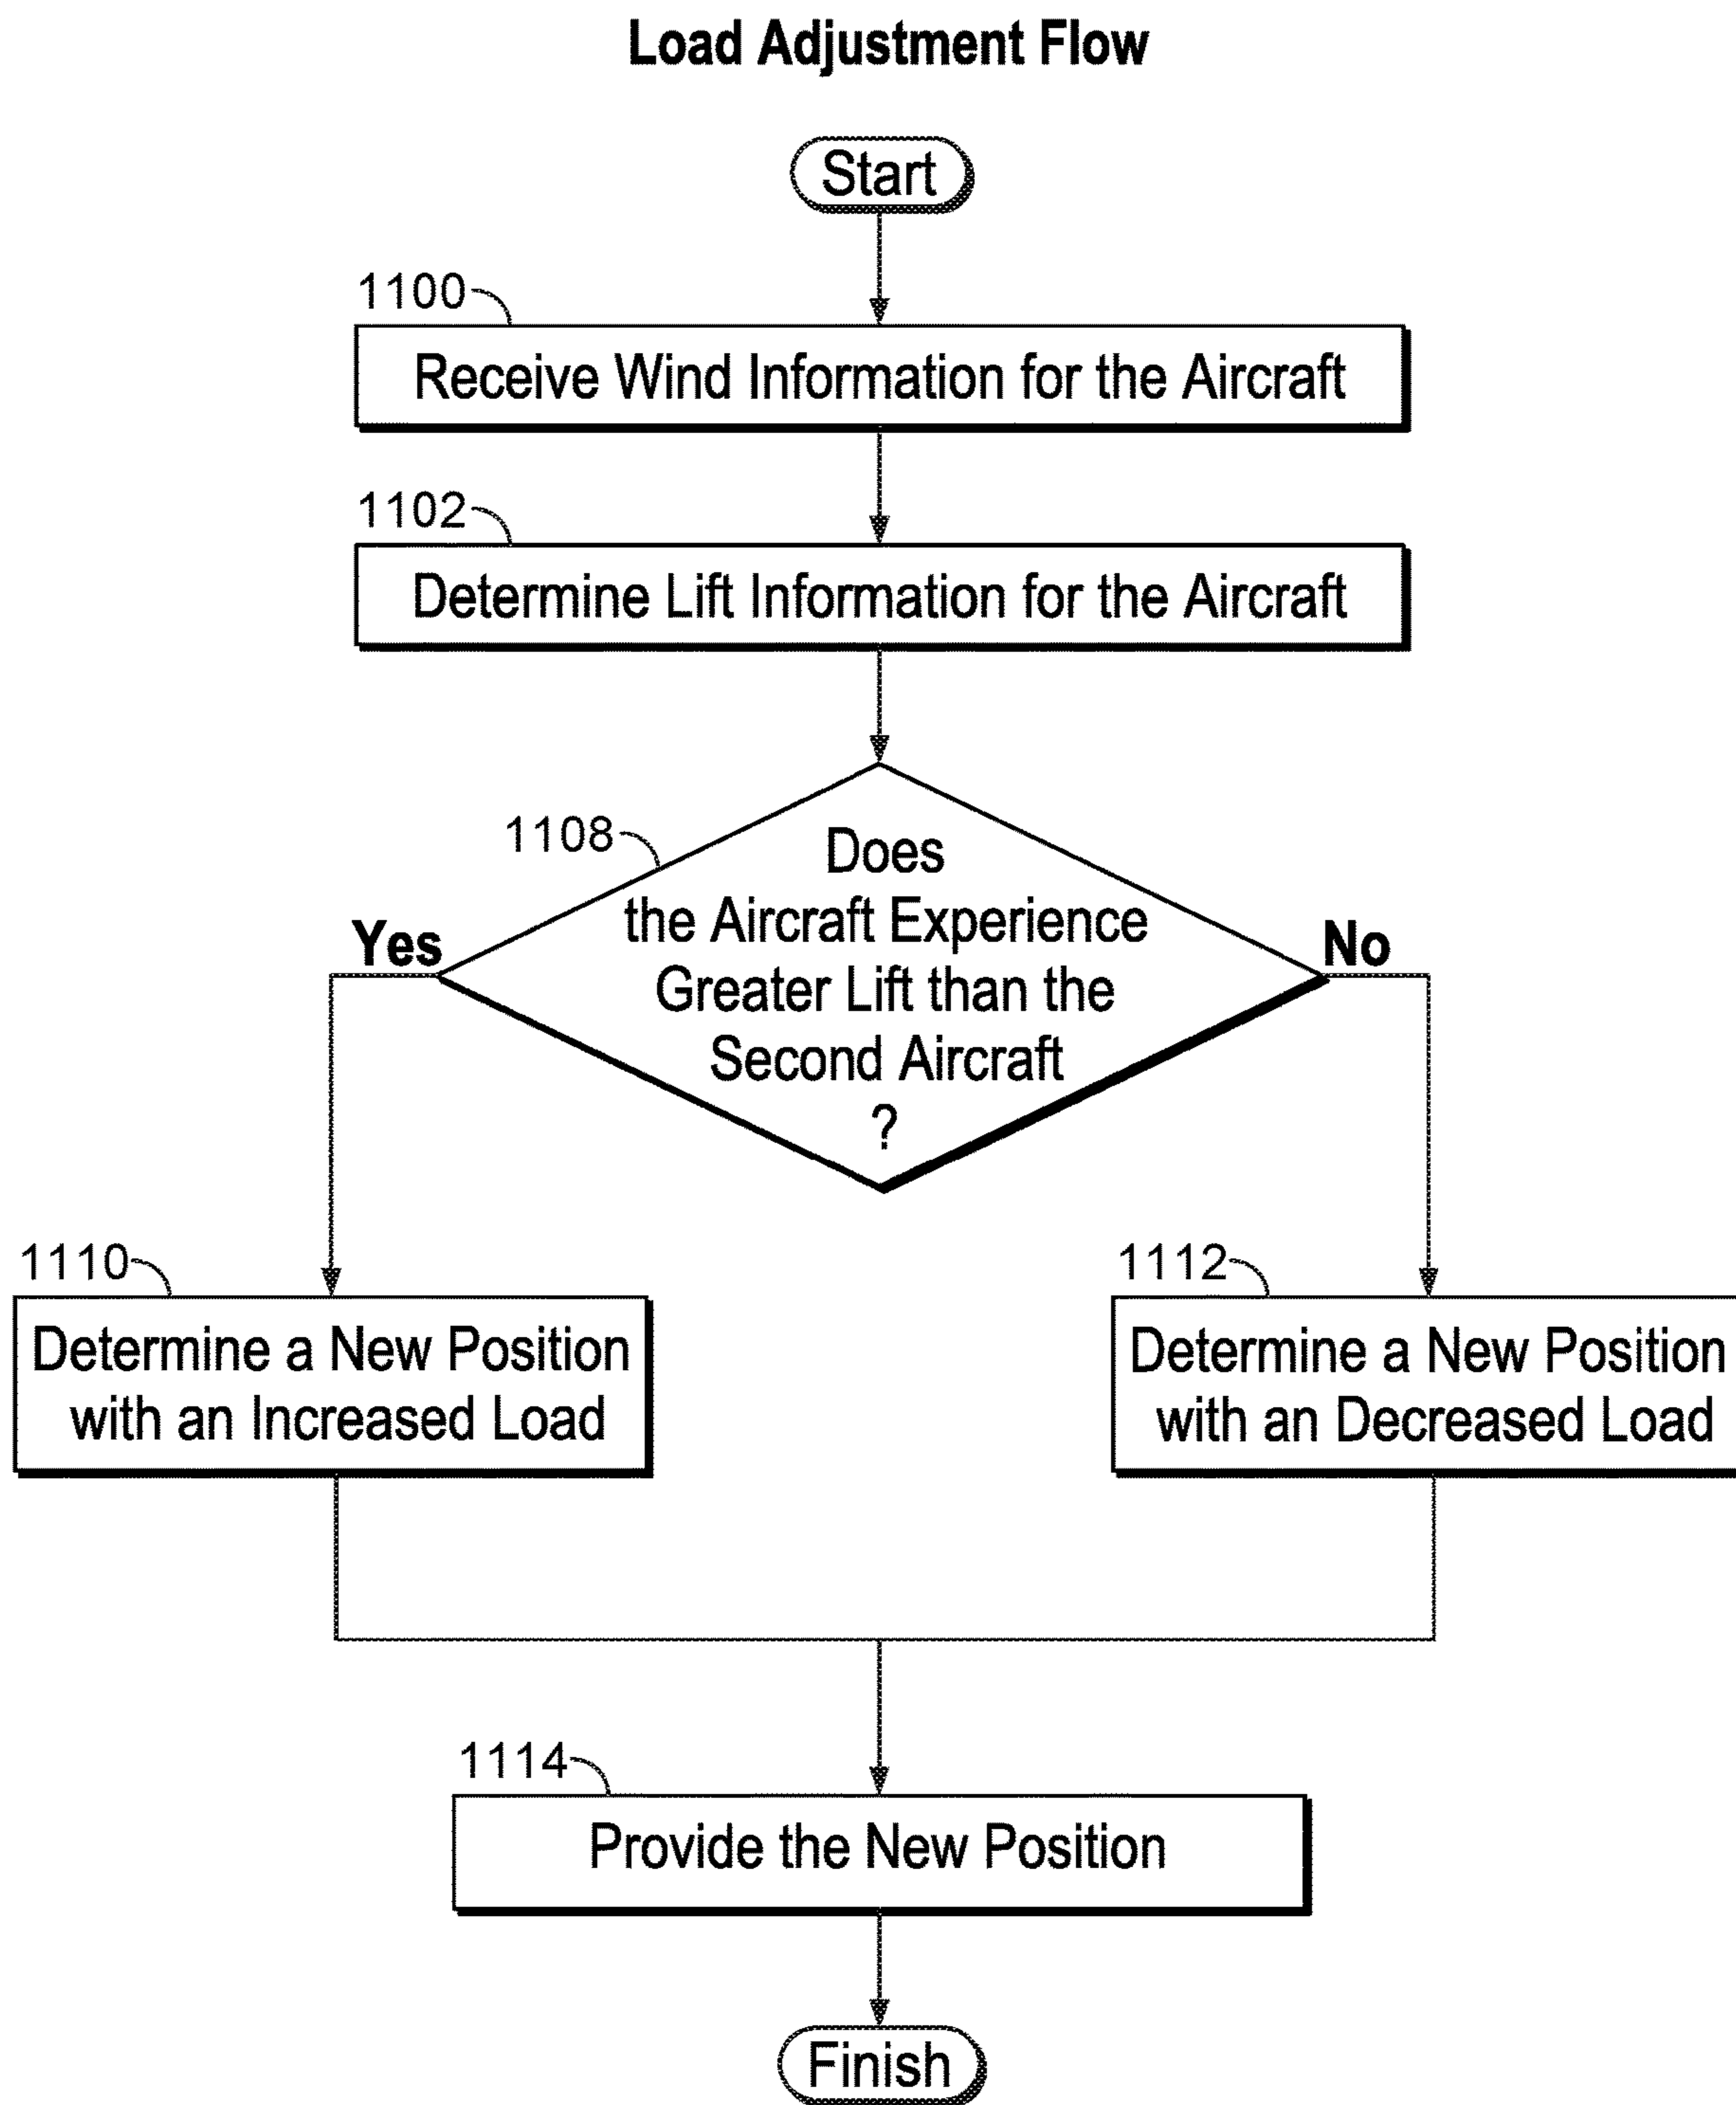 Load Adjustment Flow
Start
1100
Receive Wind Information for the Aircraft
1102
Determine Lift Information for the Aircraft
1108
Does
the Aircraft Experience
Greater Lift than the
Second Aircraft
?
Yes
No
1110
Determine a New Position
with an Increased Load
1112
Determine a New Position
with an Decreased Load
1114
Provide the New Position
Finish